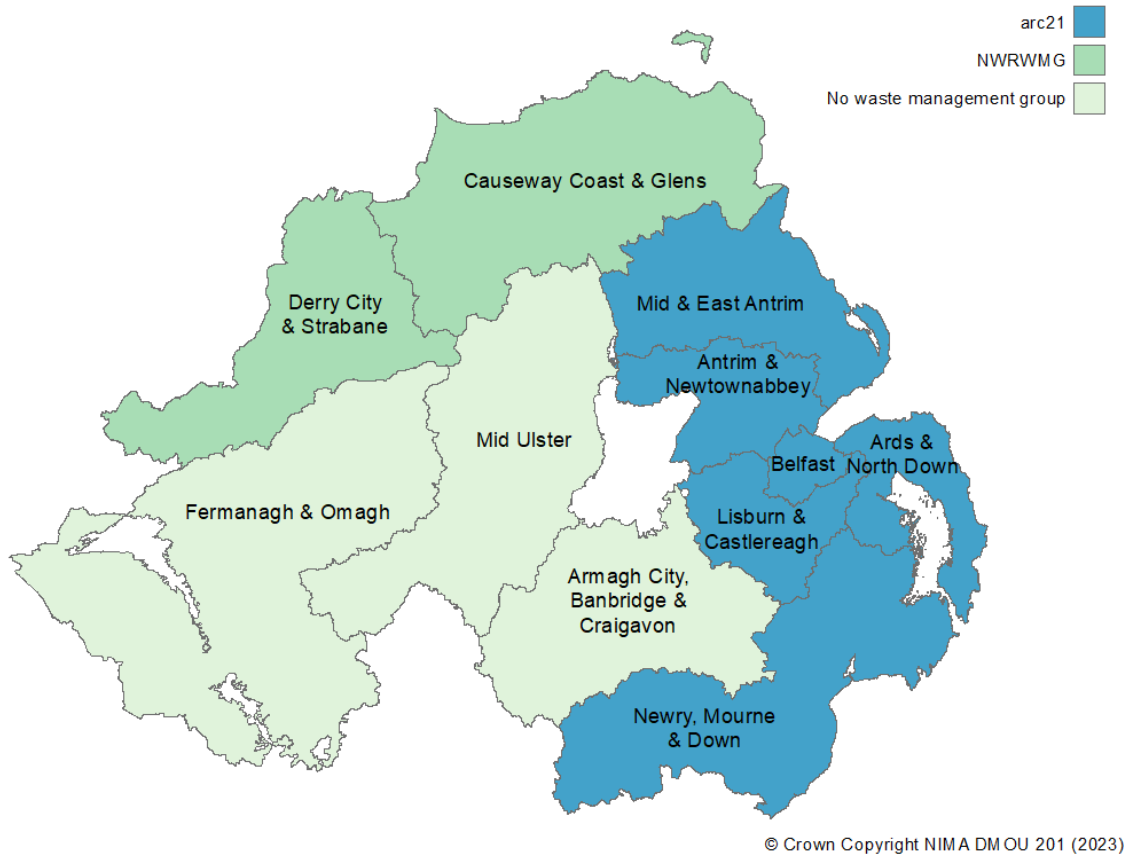 arc21
NWRWMG
No waste management group
Causeway Coast & Glens
Derry City
& Strabane
Mid & East Antrim
Antrim &
Newtownabbey
Mid Ulster
Belfast
Ards &
North Down
Fermanagh & Omagh
Lisburn &
Castlereagh
Armagh City,
Banbridge &
Craigavon
Newry, Mourne
& Down
© Crown Copyright NIMA DMOU 201 (2023)